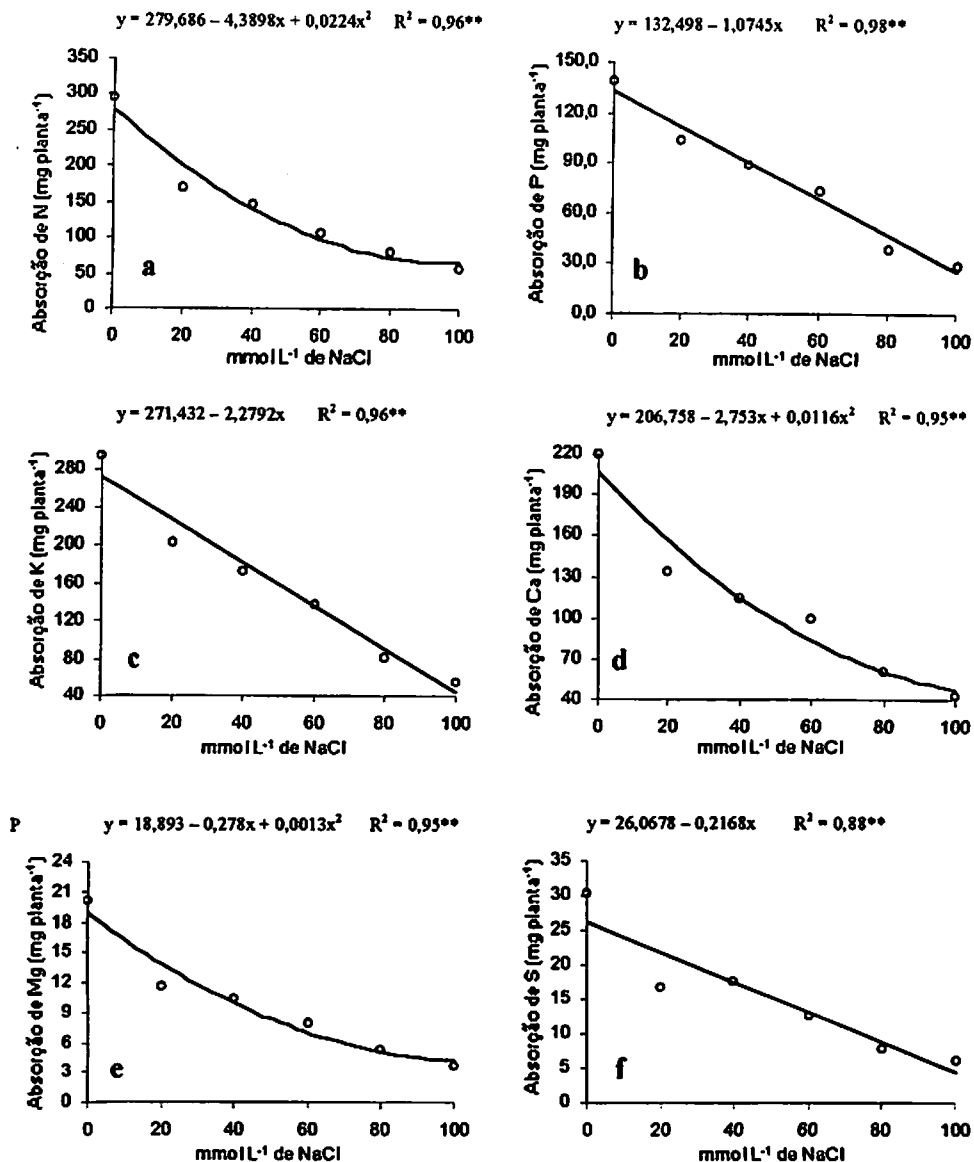 y = 279,686 – 4,3898x + 0,0224x² R² = 0,96**
350
300
250
200
150
100
50
0
Absorção de N (mg planta⁻¹)
a
0 20 40 60 80 100
mmol L⁻¹ de NaCl
y = 132,498 – 1,0745x R² = 0,98**
150,0
120,0
90,0
60,0
30,0
0,0
Absorção de P (mg planta⁻¹)
b
0 20 40 60 80 100
mmol L⁻¹ de NaCl
y = 271,432 – 2,2792x R² = 0,96**
280
240
200
160
120
80
40
Absorção de K (mg planta⁻¹)
c
0 20 40 60 80 100
mmol L⁻¹ de NaCl
y = 206,758 – 2,753x + 0,0116x² R² = 0,95**
220
190
160
130
100
70
40
Absorção de Ca (mg planta⁻¹)
d
0 20 40 60 80 100
mmol L⁻¹ de NaCl
P
y = 18,893 – 0,278x + 0,0013x² R² = 0,95**
24
21
18
15
12
9
6
3
0
Absorção de Mg (mg planta⁻¹)
e
0 20 40 60 80 100
mmol L⁻¹ de NaCl
y = 26,0678 – 0,2168x R² = 0,88**
35
30
25
20
15
10
5
0
Absorção de S (mg planta⁻¹)
f
0 20 40 60 80 100
mmol L⁻¹ de NaCl